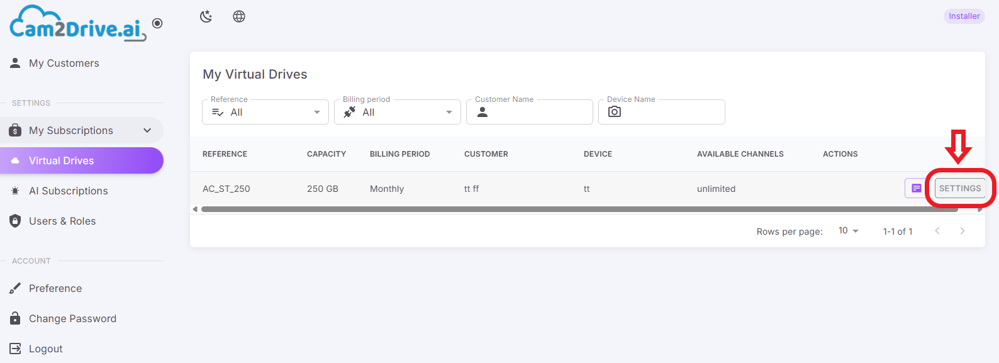 Cam2Drive.ai
Installer
My Customers
SETTINGS
My Subscriptions
Virtual Drives
AI Subscriptions
Users & Roles
ACCOUNT
Preference
Change Password
Logout
My Virtual Drives
Reference
All
Billing period
All
Customer Name
Device Name
REFERENCE CAPACITY BILLING PERIOD CUSTOMER DEVICE AVAILABLE CHANNELS ACTIONS
AC_ST_250 250 GB Monthly tt ff tt unlimited SETTINGS
Rows per page: 10 1-1 of 1